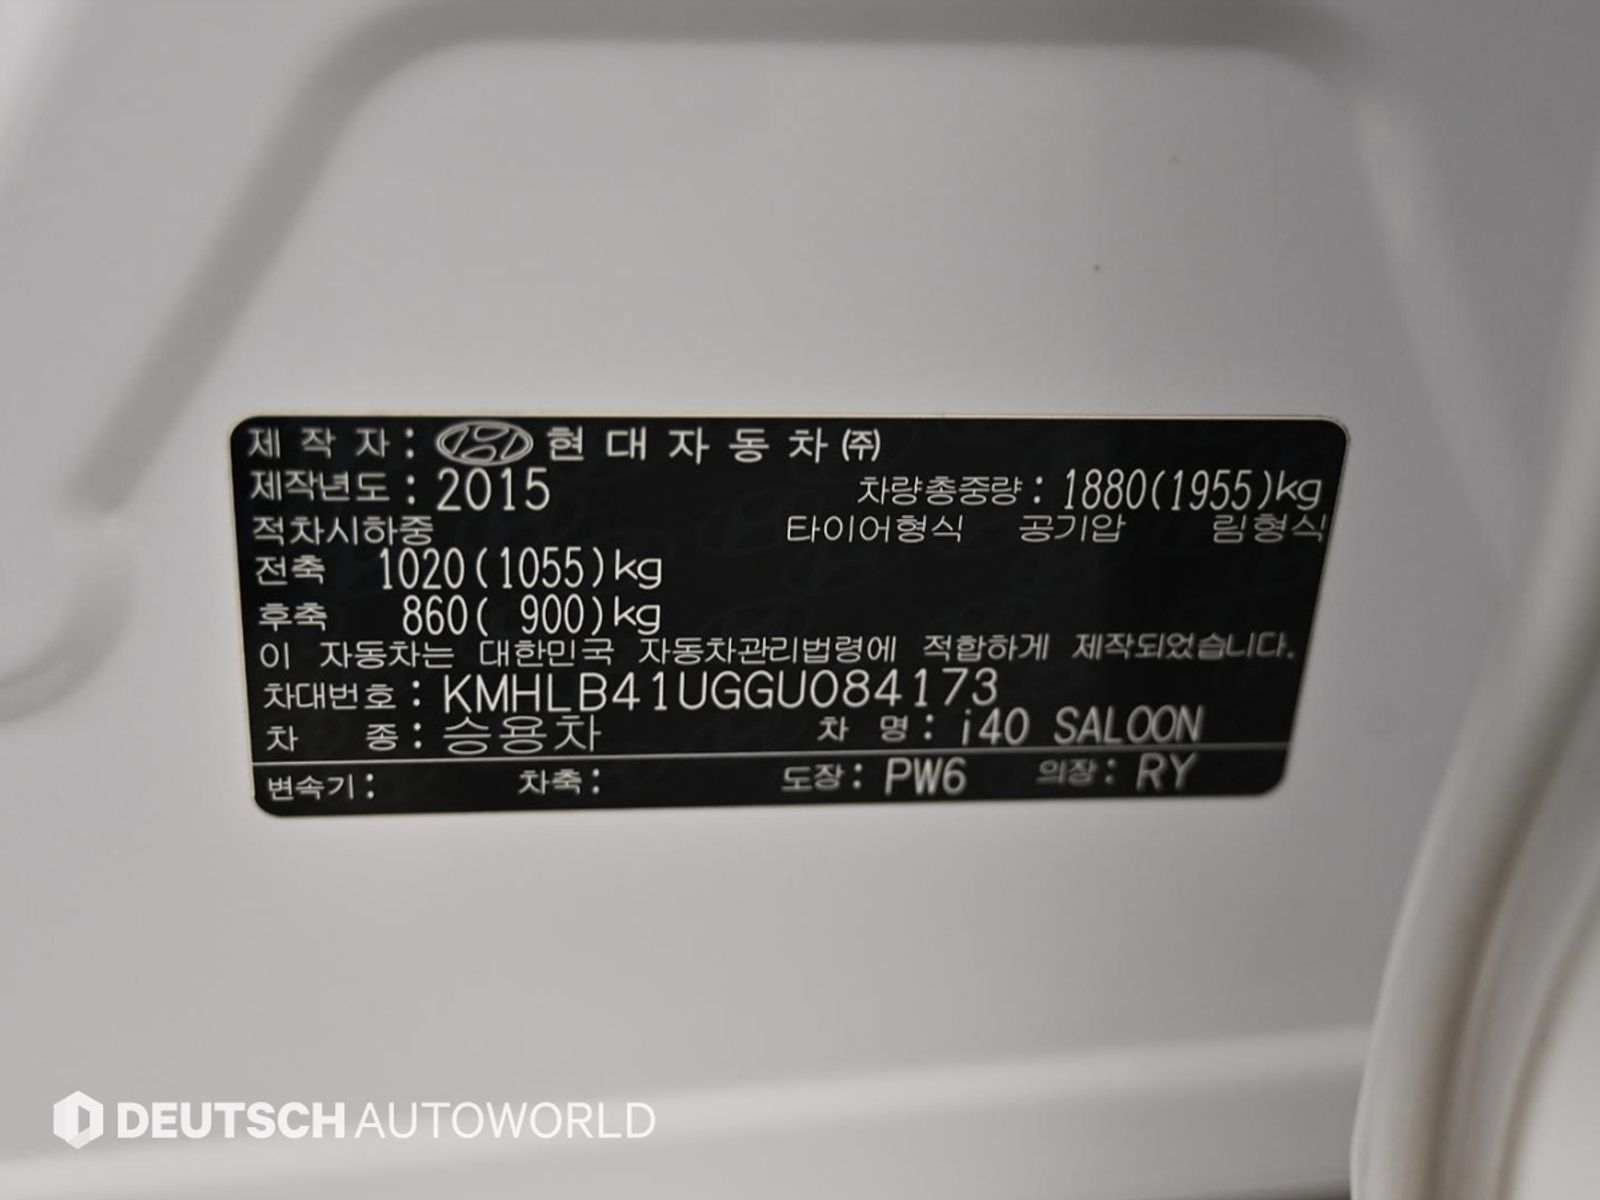 제 작 자 : 현 대 자 동 차 ㈜
제작년도 : 2015 차량총중량 : 1880(1955)kg
적차시하중 타이어형식 공기압 림형식
전축 1020(1055)kg
후축 860( 900)kg
이 자동차는 대한민국 자동차관리법령에 적합하게 제작되었습니다.
차대번호 : KMHLB41UGGU084173
차 종 : 승용차 차 명 : i40 SALOON
변속기 : 차축 : 도장 : PW6 의장 : RY
DEUTSCH AUTOWORLD